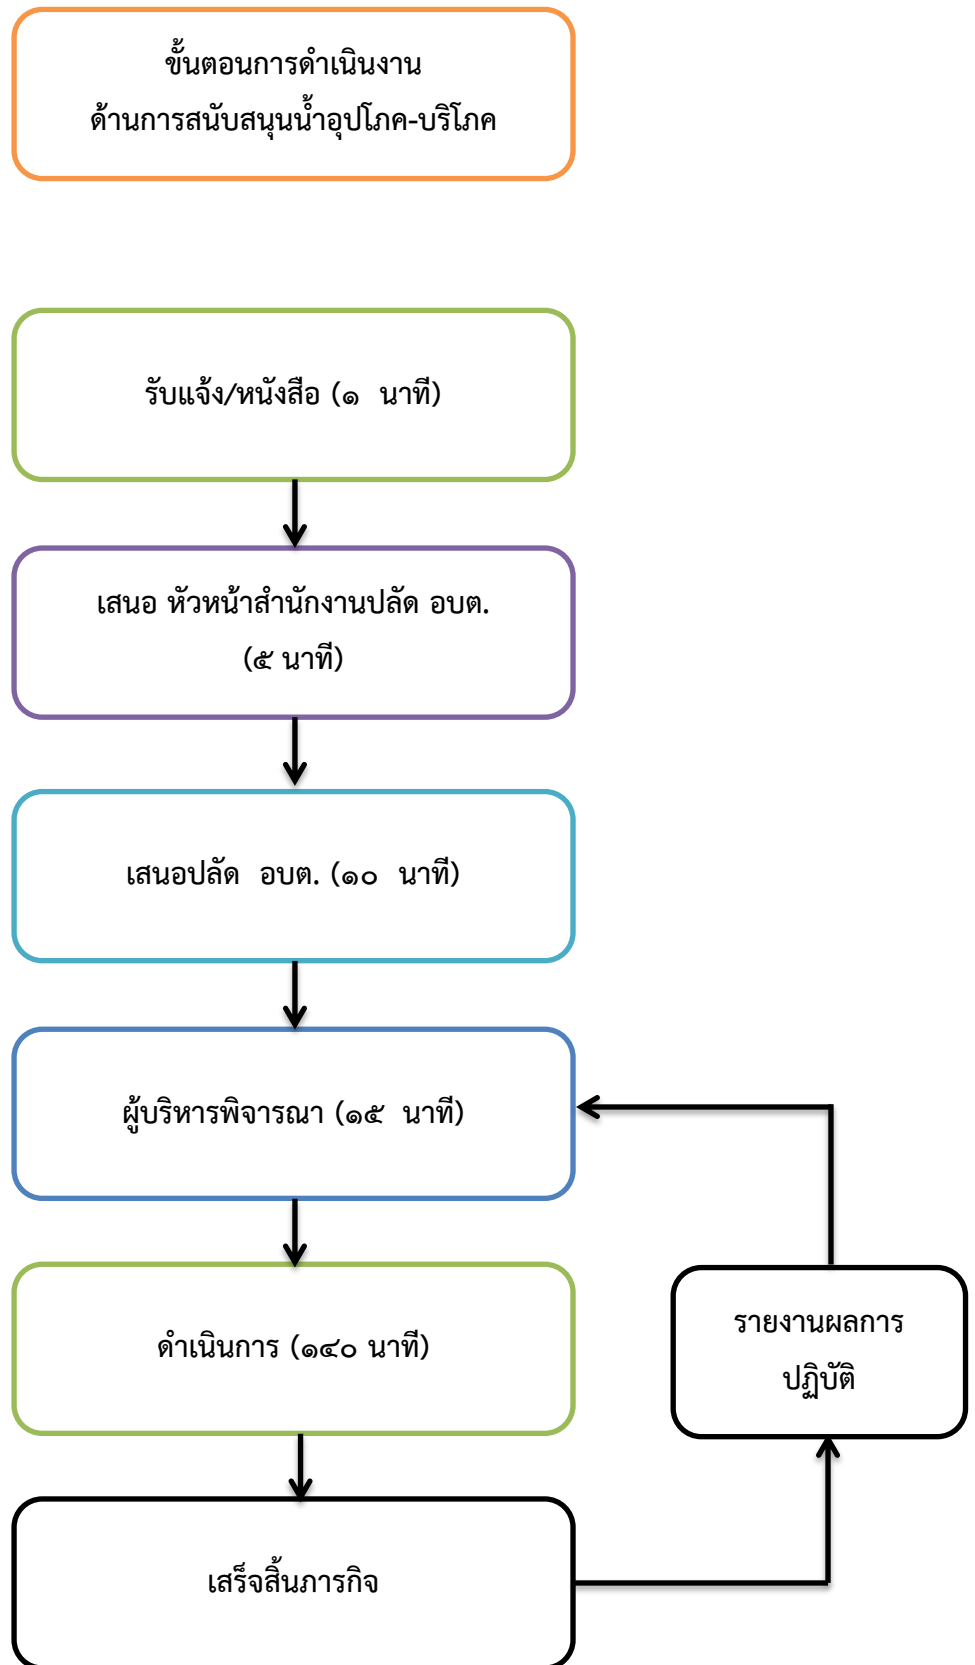 ขั้นตอนการดำเนินงาน
ด้านการสนับสนุนน้ำอุปโภค-บริโภค
รับแจ้ง/หนังสือ (๑ นาที)
เสนอ หัวหน้าสำนักงานปลัด อบต.
(๕ นาที)
เสนอปลัด อบต. (๑๐ นาที)
ผู้บริหารพิจารณา (๑๕ นาที)
ดำเนินการ (๑๔๐ นาที)
รายงานผลการ
ปฏิบัติ
เสร็จสิ้นภารกิจ